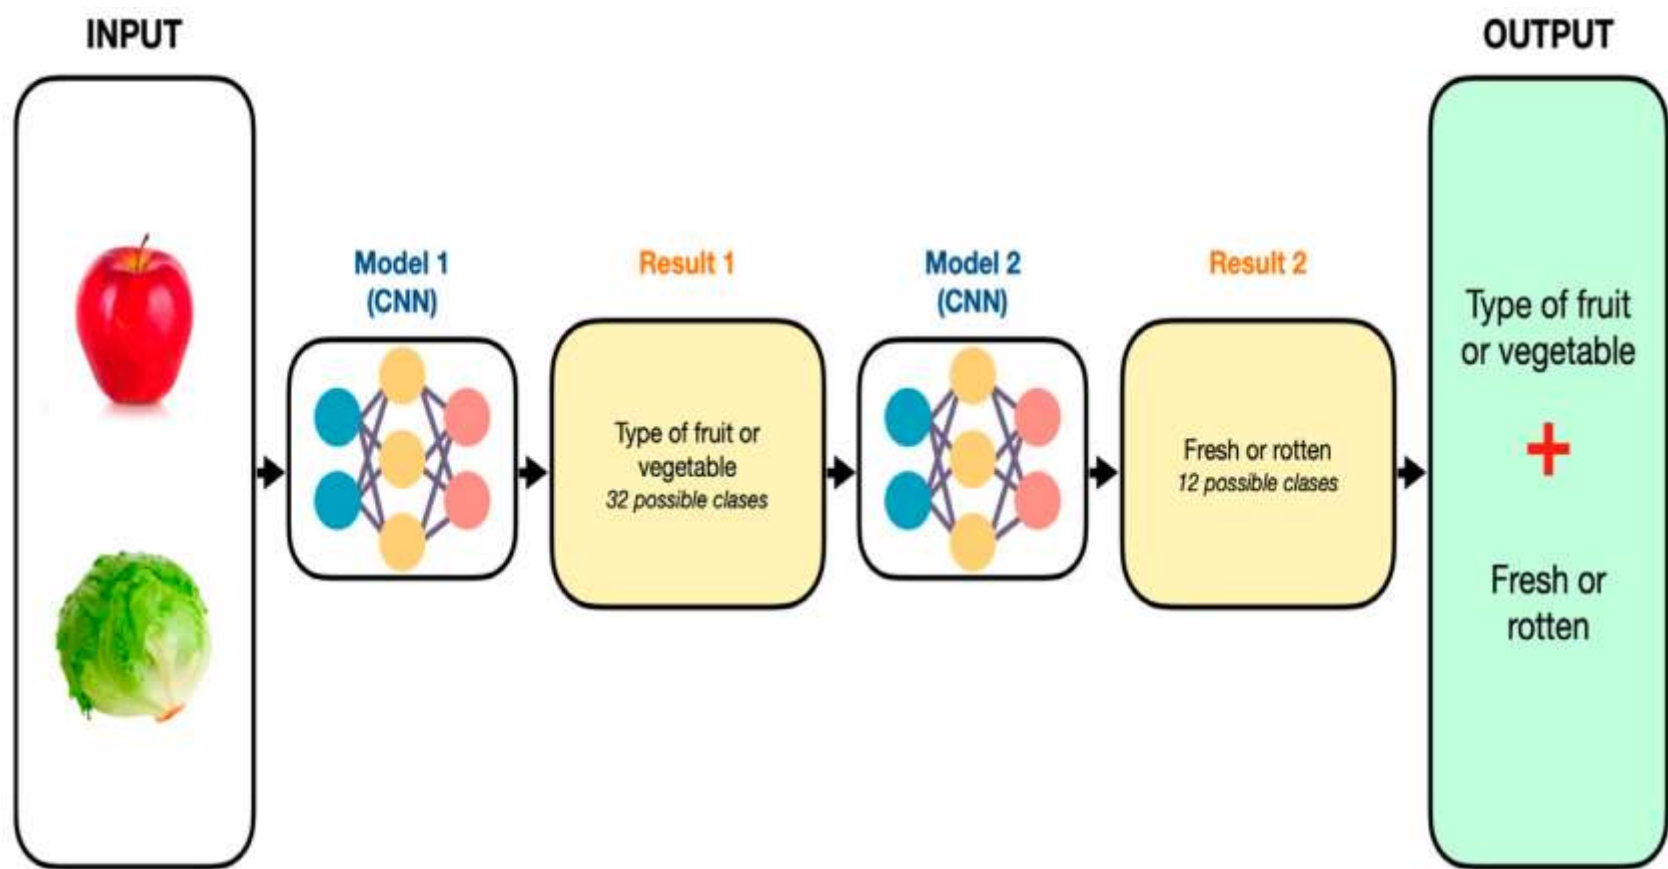 INPUT
OUTPUT
Model 1
(CNN)
Result 1
Model 2
(CNN)
Result 2
Type of fruit or
vegetable
32 possible clases
Fresh or rotten
12 possible clases
Type of fruit
or vegetable
+
Fresh or
rotten